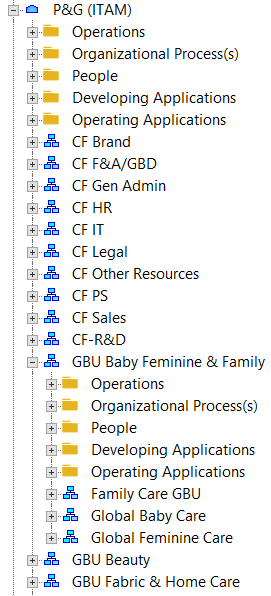 P&G (ITAM)
Operations
Organizational Process(s)
People
Developing Applications
Operating Applications
CF Brand
CF F&A/GBD
CF Gen Admin
CF HR
CF IT
CF Legal
CF Other Resources
CF PS
CF Sales
CF-R&D
GBU Baby Feminine & Family
Operations
Organizational Process(s)
People
Developing Applications
Operating Applications
Family Care GBU
Global Baby Care
Global Feminine Care
GBU Beauty
GBU Fabric & Home Care